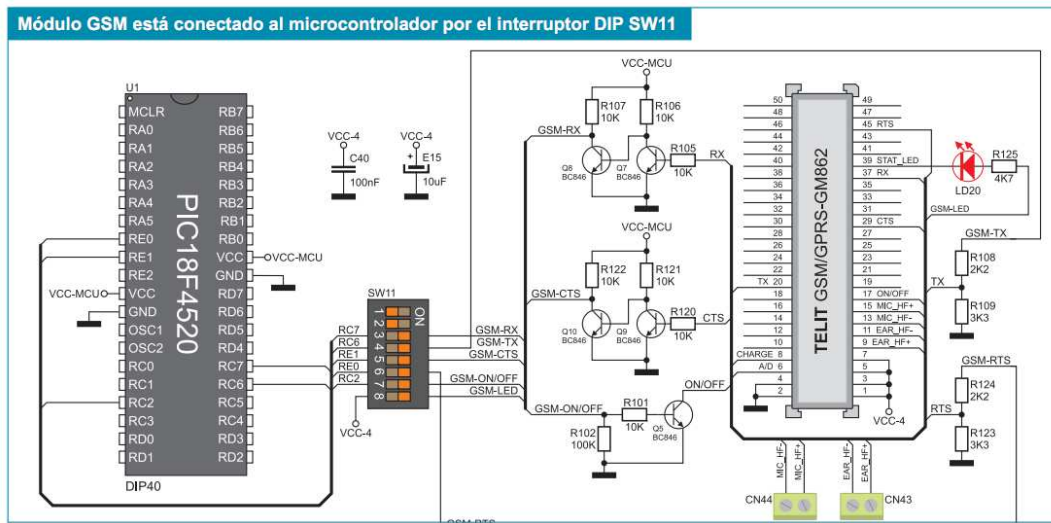 Módulo GSM está conectado al microcontrolador por el interruptor DIP SW11
U1
MCLR
RA0
RA1
RA2
RA3
RA4
RA5
RE0
RE1
RE2
VCC
GND
OSC1
OSC2
RC0
RC1
RC2
RC3
RD0
RD1
PIC18F4520
RB7
RB6
RB5
RB4
RB3
RB2
RB1
RB0
VCC
GND
RD7
RD6
RD5
RD4
RC7
RC6
RC5
RC4
RD3
RD2
DIP40
VCC-MCU
VCC-MCU
VCC-4
C40
100nF
VCC-4
+
E15
10uF
SW11
ON
1
2
3
4
5
6
7
8
RC7
RC6
RE1
RE0
RC2
VCC-4
GSM-RX
GSM-TX
GSM-CTS
GSM-ON/OFF
GSM-LED
GSM-RTS
VCC-MCU
R107
10K
R106
10K
GSM-RX
Q8
BC846
Q7
BC846
R105
10K
RX
VCC-MCU
R122
10K
R121
10K
GSM-CTS
Q10
BC846
Q9
BC846
R120
10K
CTS
GSM-ON/OFF
R101
10K
R102
100K
Q5
BC846
ON/OFF
50
48
46
44
42
40
38
36
34
32
30
28
26
24
22
TX 20
18
16
14
12
10
CHARGE 8
A/D 6
4
2
TELIT GSM/GPRS-GM862
49
47
45 RTS
43
41
39 STAT_LED
37 RX
35
33
31
29 CTS
27
25
23
21
19
17 ON/OFF
15 MIC_HF+
13 MIC_HF-
11 EAR_HF-
9 EAR_HF+
7
5
3
1
VCC-4
LD20
R125
4K7
GSM-LED
GSM-TX
R108
2K2
TX
R109
3K3
GSM-RTS
R124
2K2
RTS
R123
3K3
MIC_HF-
MIC_HF+
EAR_HF-
EAR_HF+
CN44
CN43